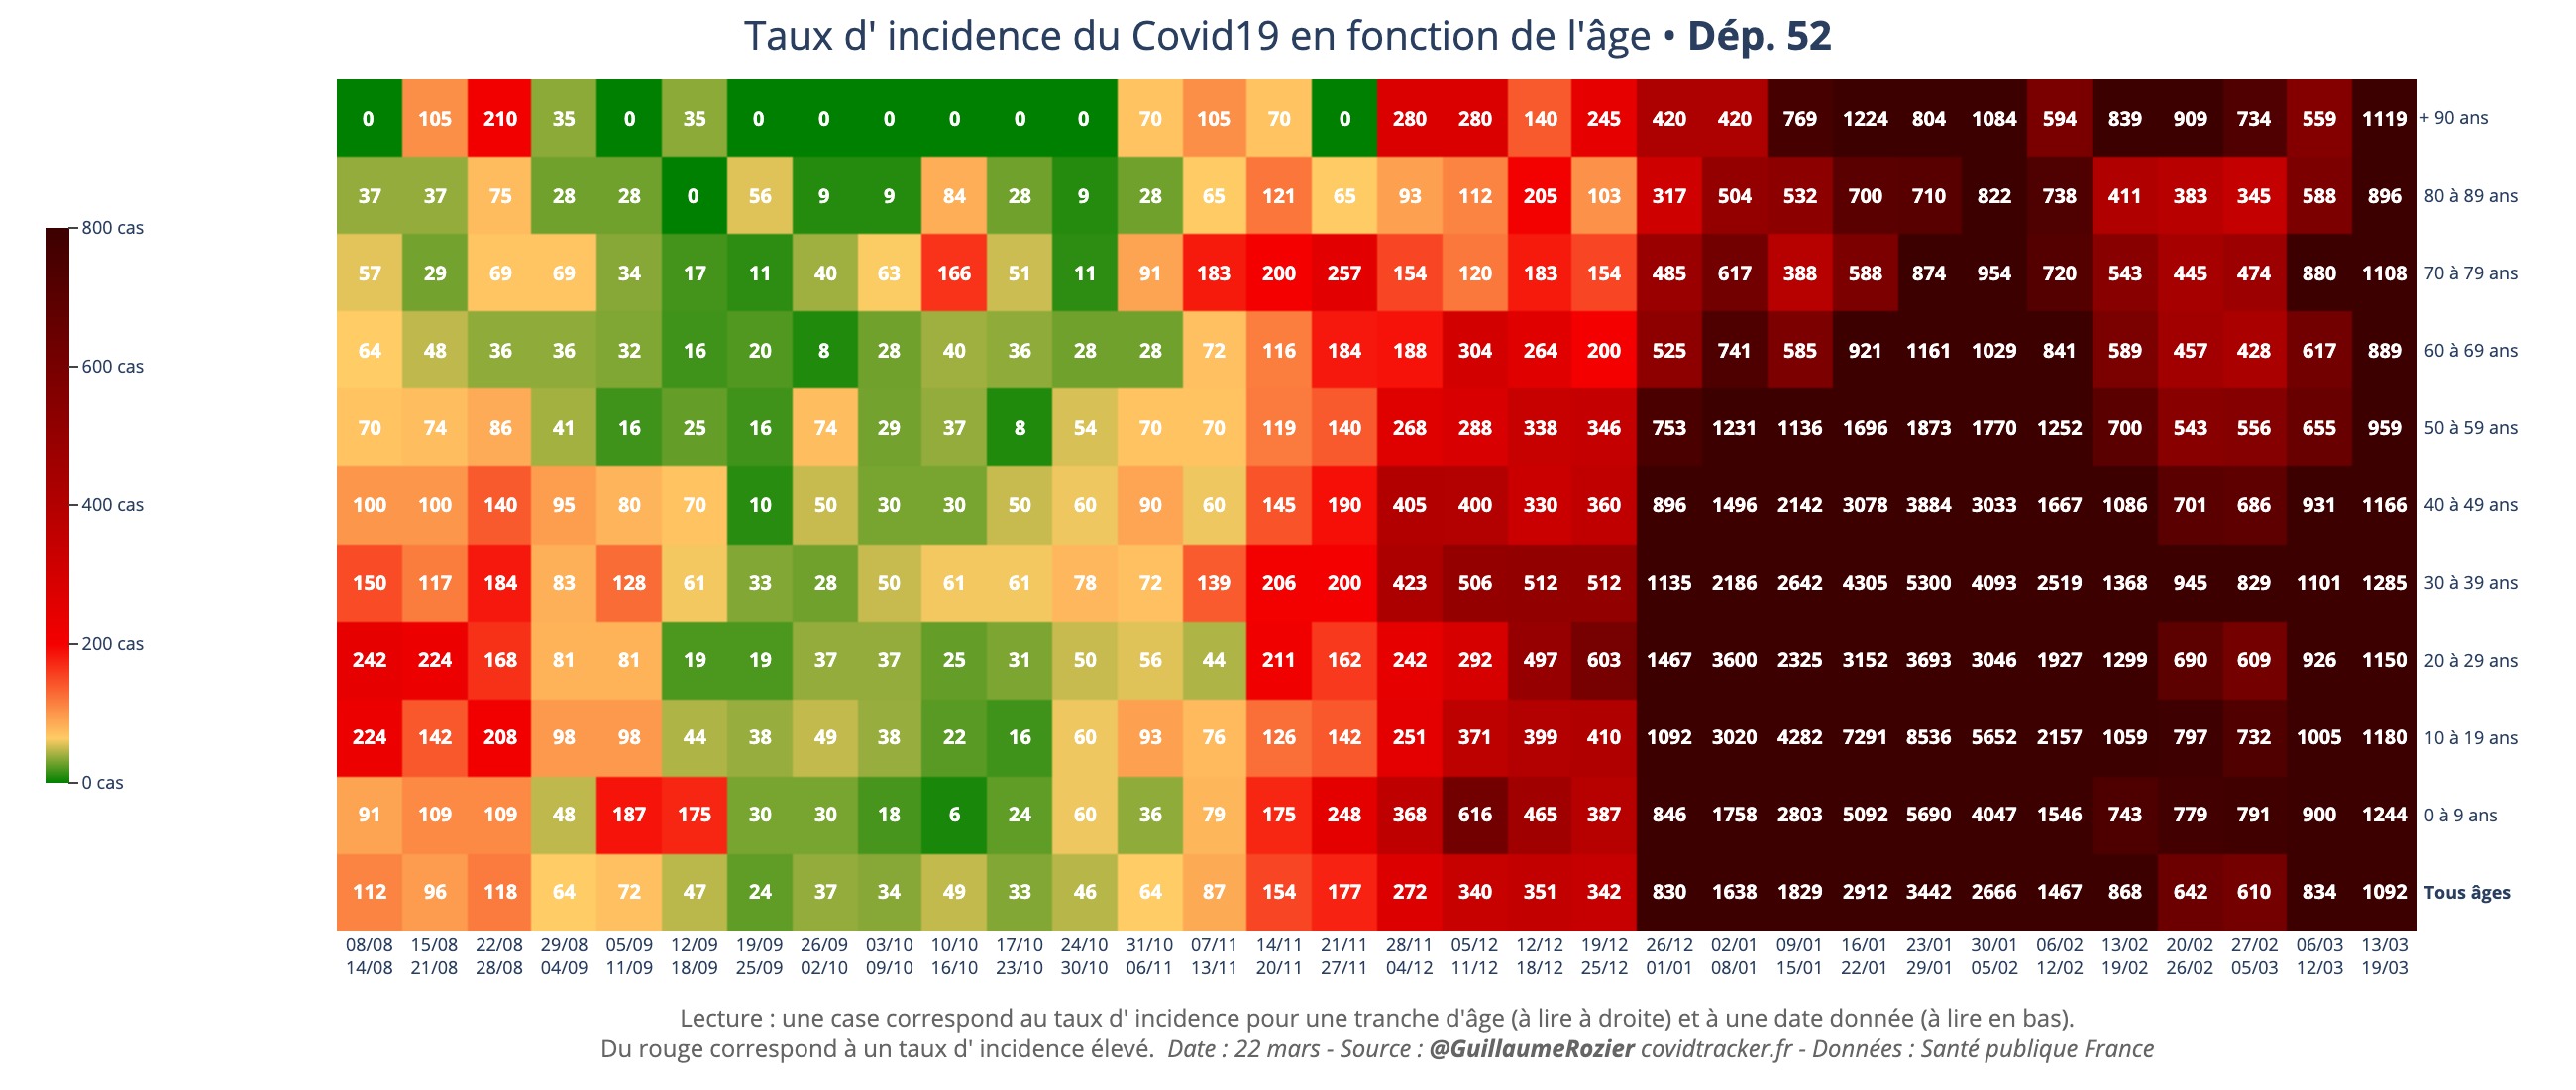 Taux d' incidence du Covid19 en fonction de l'âge • Dép. 52
0 105 210 35 0 35 0 0 0 0 0 0 70 105 70 0 280 280 140 245 420 420 769 1224 804 1084 594 839 909 734 559 1119 + 90 ans
37 37 75 28 28 0 56 9 9 84 28 9 28 65 121 65 93 112 205 103 317 504 532 700 710 822 738 411 383 345 588 896 80 à 89 ans
800 cas
57 29 69 69 34 17 11 40 63 166 51 11 91 183 200 257 154 120 183 154 485 617 388 588 874 954 720 543 445 474 880 1108 70 à 79 ans
64 48 36 36 32 16 20 8 28 40 36 28 28 72 116 184 188 304 264 200 525 741 585 921 1161 1029 841 589 457 428 617 889 60 à 69 ans
600 cas
70 74 86 41 16 25 16 74 29 37 8 54 70 70 119 140 268 288 338 346 753 1231 1136 1696 1873 1770 1252 700 543 556 655 959 50 à 59 ans
400 cas
100 100 140 95 80 70 10 50 30 30 50 60 90 60 145 190 405 400 330 360 896 1496 2142 3078 3884 3033 1667 1086 701 686 931 1166 40 à 49 ans
150 117 184 83 128 61 33 28 50 61 61 78 72 139 206 200 423 506 512 512 1135 2186 2642 4305 5300 4093 2519 1368 945 829 1101 1285 30 à 39 ans
200 cas
242 224 168 81 81 19 19 37 37 25 31 50 56 44 211 162 242 292 497 603 1467 3600 2325 3152 3693 3046 1927 1299 690 609 926 1150 20 à 29 ans
224 142 208 98 98 44 38 49 38 22 16 60 93 76 126 142 251 371 399 410 1092 3020 4282 7291 8536 5652 2157 1059 797 732 1005 1180 10 à 19 ans
0 cas
91 109 109 48 187 175 30 30 18 6 24 60 36 79 175 248 368 616 465 387 846 1758 2803 5092 5690 4047 1546 743 779 791 900 1244 0 à 9 ans
112 96 118 64 72 47 24 37 34 49 33 46 64 87 154 177 272 340 351 342 830 1638 1829 2912 3442 2666 1467 868 642 610 834 1092 Tous âges
08/08 15/08 22/08 29/08 05/09 12/09 19/09 26/09 03/10 10/10 17/10 24/10 31/10 07/11 14/11 21/11 28/11 05/12 12/12 19/12 26/12 02/01 09/01 16/01 23/01 30/01 06/02 13/02 20/02 27/02 06/03 13/03
14/08 21/08 28/08 04/09 11/09 18/09 25/09 02/10 09/10 16/10 23/10 30/10 06/11 13/11 20/11 27/11 04/12 11/12 18/12 25/12 01/01 08/01 15/01 22/01 29/01 05/02 12/02 19/02 26/02 05/03 12/03 19/03
Lecture : une case correspond au taux d' incidence pour une tranche d'âge (à lire à droite) et à une date donnée (à lire en bas).
Du rouge correspond à un taux d' incidence élevé. Date : 22 mars - Source : @GuillaumeRozier covidtracker.fr - Données : Santé publique France